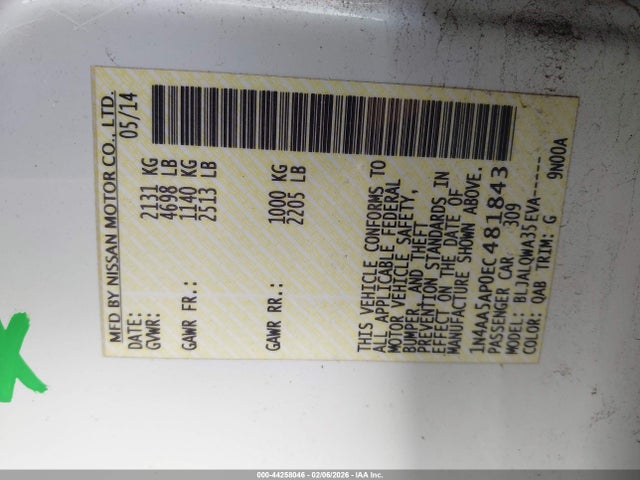 MFD BY NISSAN MOTOR CO., LTD.
DATE: 05/14
GVWR: 2131 KG
4698 LB
GAWR FR.: 1140 KG
2513 LB
GAWR RR.: 1000 KG
2205 LB
THIS VEHICLE CONFORMS TO
ALL APPLICABLE FEDERAL
MOTOR VEHICLE SAFETY,
BUMPER, AND THEFT
PREVENTION STANDARDS IN
EFFECT ON THE DATE OF
MANUFACTURE SHOWN ABOVE.
1N4AA5AP0EC481843
PASSENGER CAR 309
MODEL: BLJALQWA35EVA------
COLOR: QAB TRIM: G 9N00A
000-44258046 - 02/06/2026 - IAA Inc.